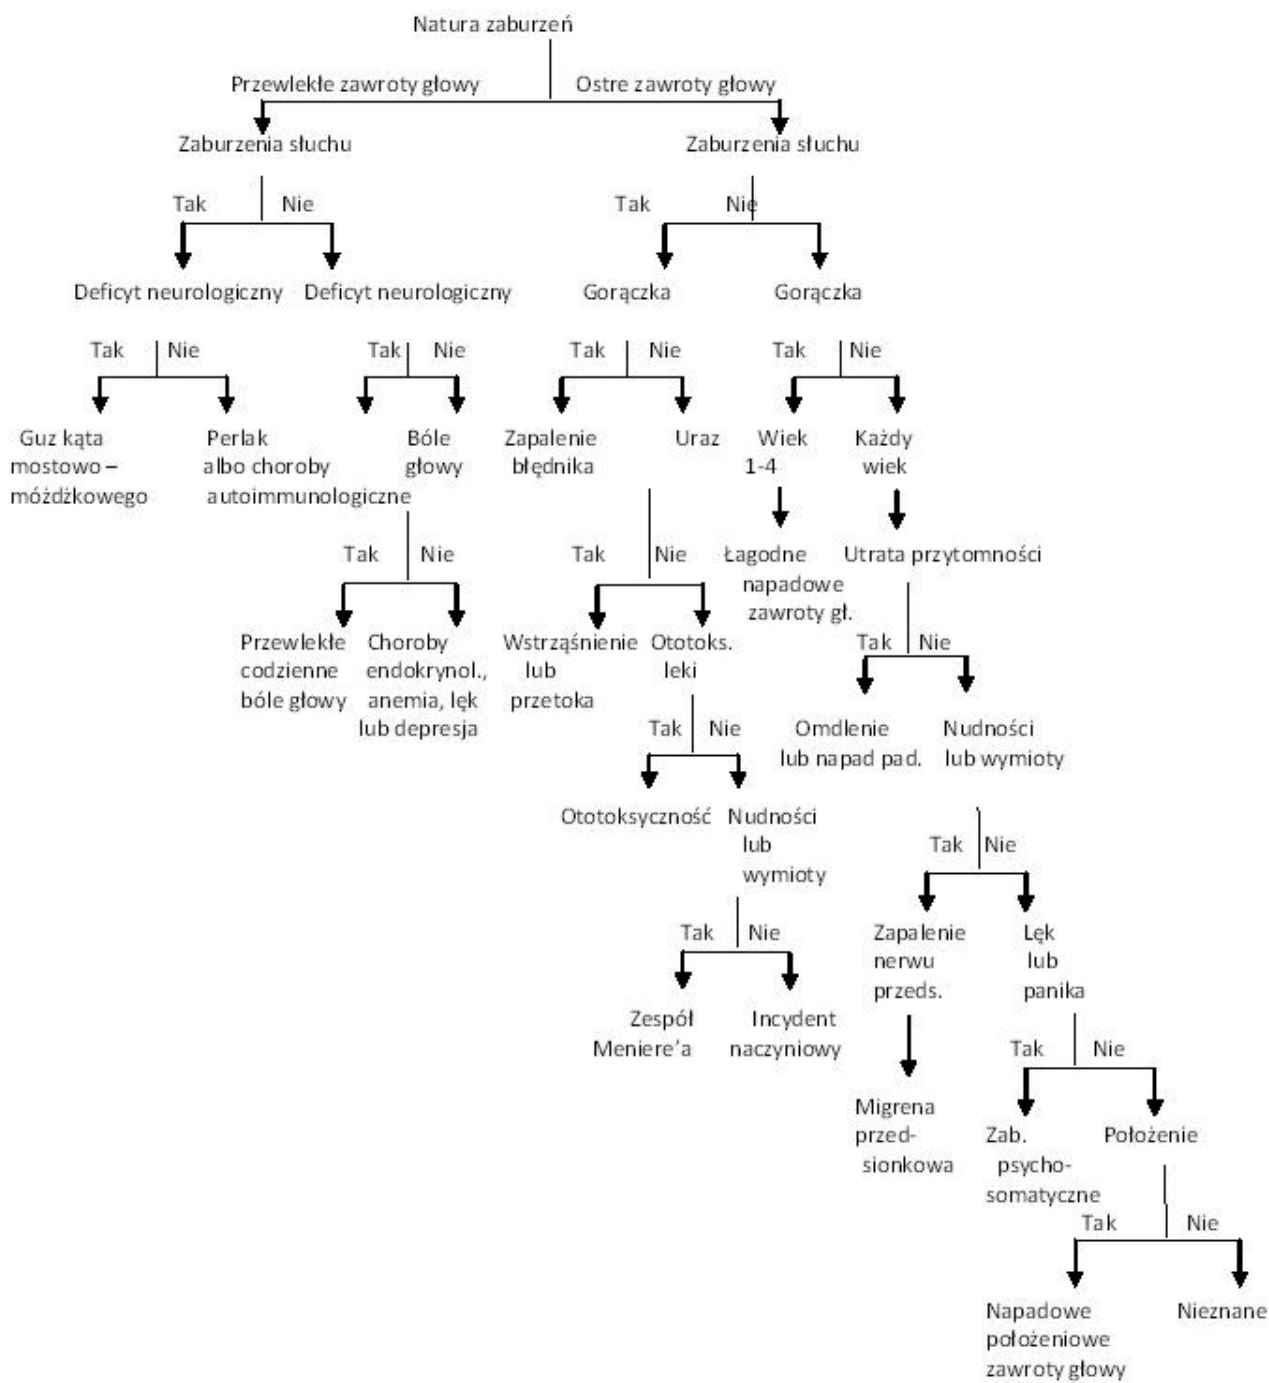 Natura zaburzeń
Przewlekłe zawroty głowy Ostre zawroty głowy
Zaburzenia słuchu Zaburzenia słuchu
Tak Nie Tak Nie
Deficyt neurologiczny Deficyt neurologiczny Gorączka Gorączka
Tak Nie Tak Nie Tak Nie Tak Nie
Guz kąta Perlak Bóle Zapalenie Uraz Wiek Każdy
mostowo – albo choroby głowy błędnika 1-4 wiek
móżdżkowego autoimmunologiczne
Tak Nie Tak Nie Łagodne Utrata przytomności
napadowe
zawroty gł.
Przewlekłe Choroby Wstrząśnienie Ototoks. Tak Nie
codzienne endokrynol., lub leki
bóle głowy anemia, lęk przetoka
lub depresja Tak Nie Omdlenie Nudności
lub napad pad. lub wymioty
Ototoksyczność Nudności
lub Tak Nie
wymioty
Tak Nie Zapalenie Lęk
nerwu lub
przeds. panika
Zespół Incydent
Meniere’a naczyniowy Tak Nie
Migrena
przed- Zab. Położenie
sionkowa psycho-
somatyczne
Tak Nie
Napadowe Nieznane
położeniowe
zawroty głowy